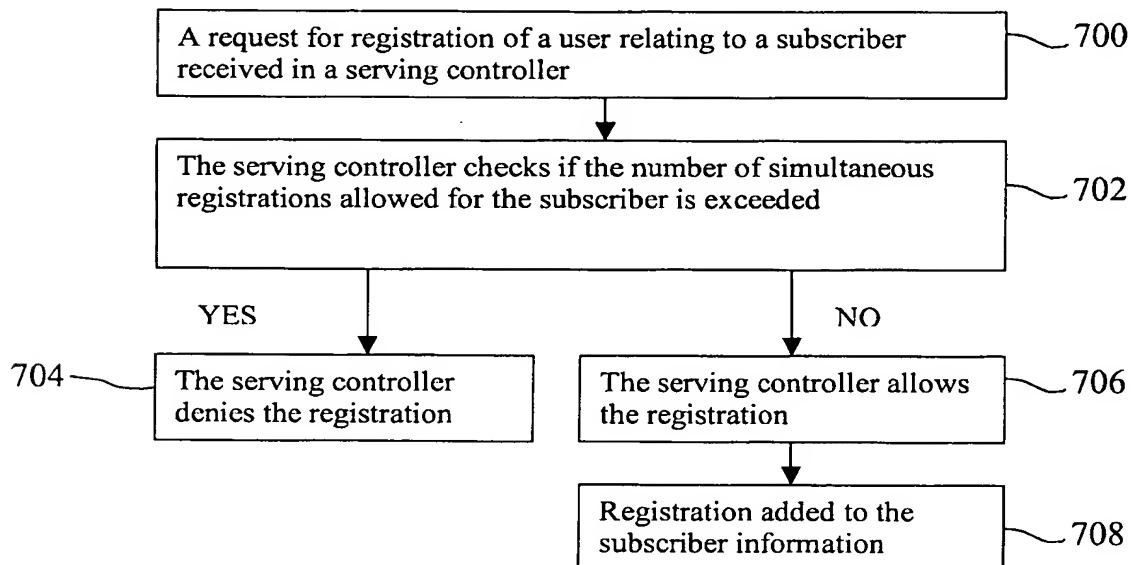 A request for registration of a user relating to a subscriber
received in a serving controller
700
The serving controller checks if the number of simultaneous
registrations allowed for the subscriber is exceeded
702
YES
NO
704
The serving controller
denies the registration
The serving controller allows
the registration
706
Registration added to the
subscriber information
708